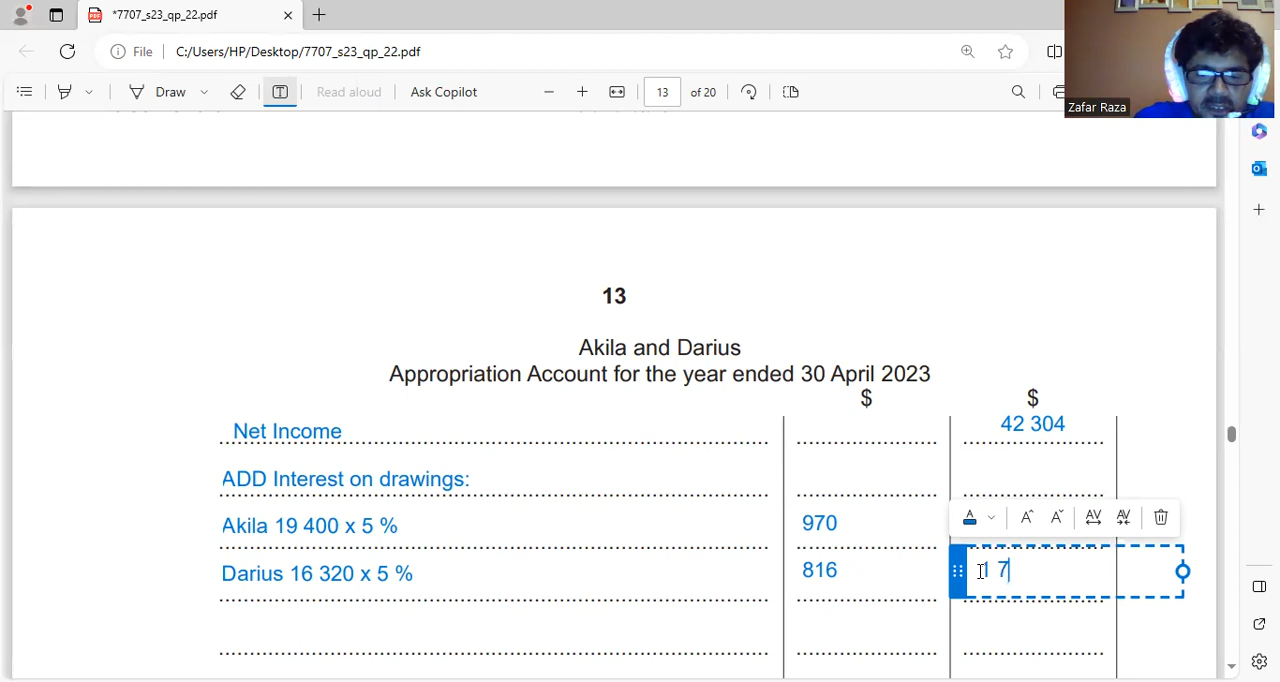 *7707_s23_qp_22.pdf
File C:/Users/HP/Desktop/7707_s23_qp_22.pdf
Draw Read aloud Ask Copilot 13 of 20
Zafar Raza
13
Akila and Darius
Appropriation Account for the year ended 30 April 2023
$ $
Net Income 42 304
ADD Interest on drawings:
Akila 19 400 x 5 % 970
Darius 16 320 x 5 % 816 1 7